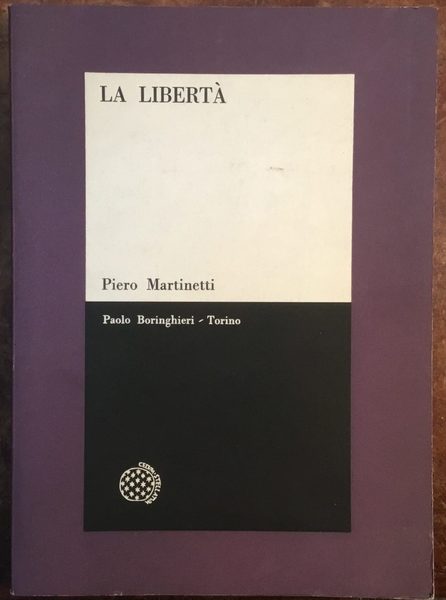 LA LIBERTÀ
Piero Martinetti
Paolo Boringhieri - Torino